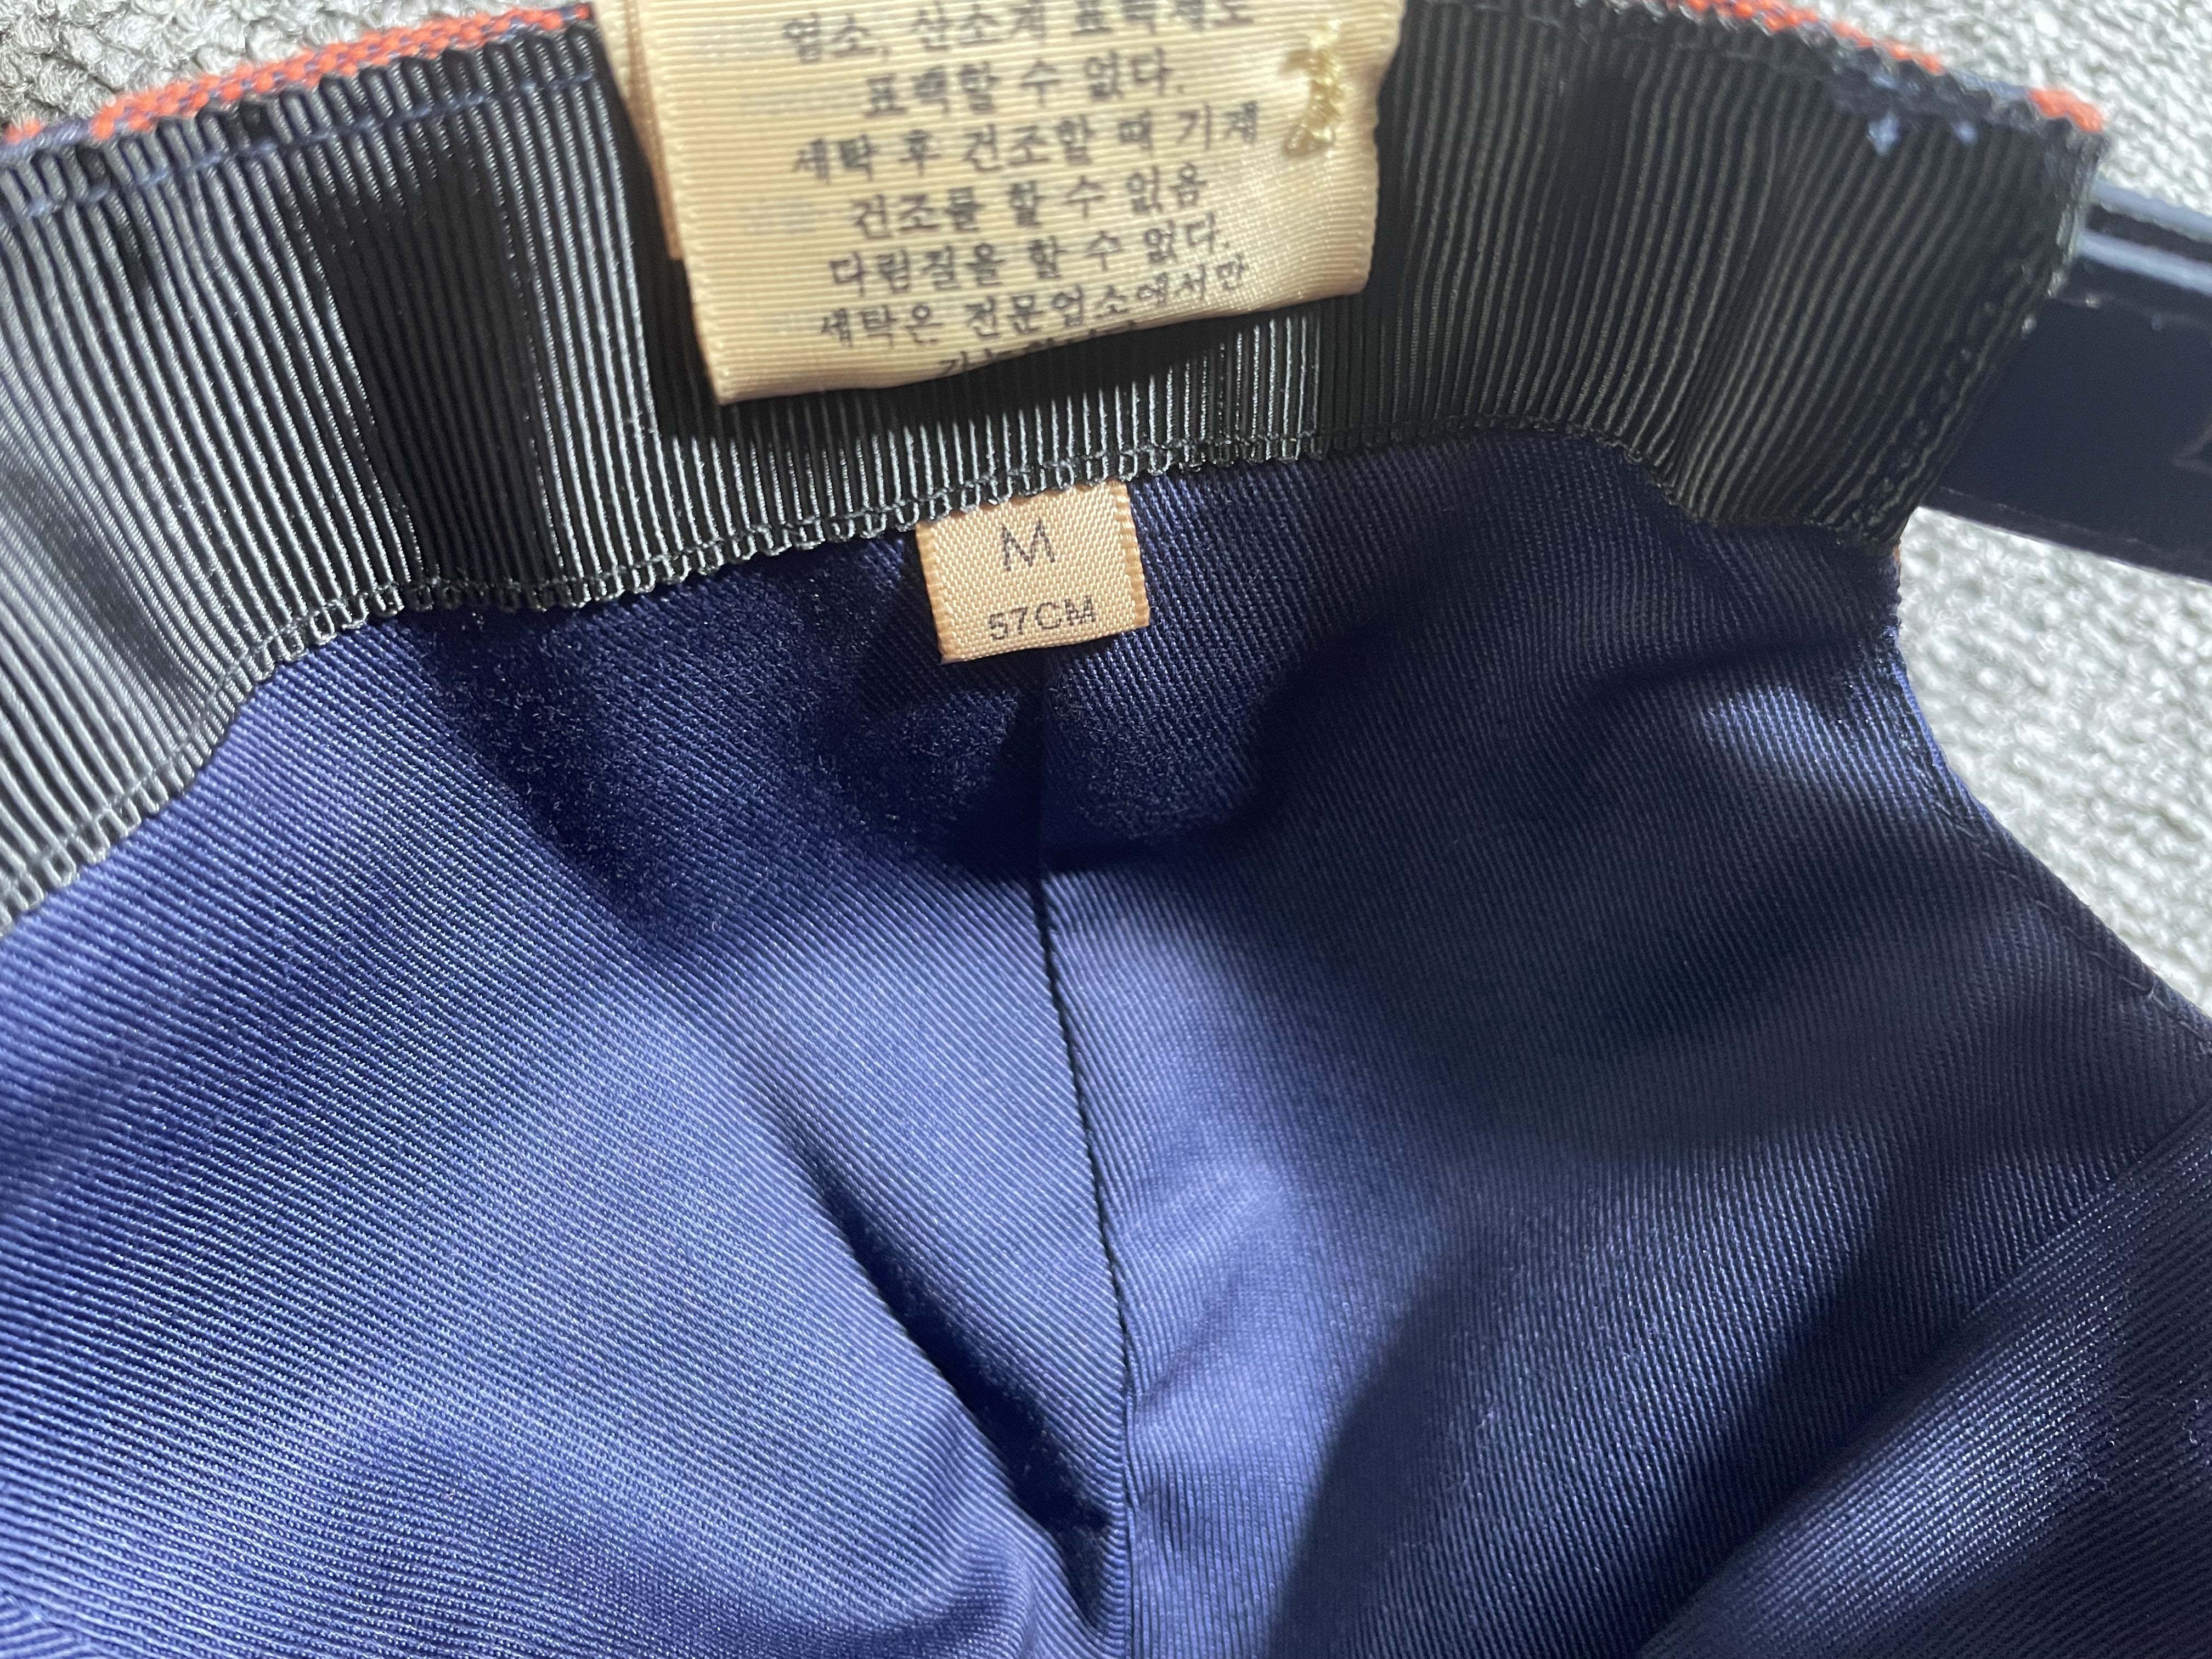 염소, 산소계 표백제로
표백할 수 없다.
세탁 후 건조할 때 기계
건조를 할 수 없음
다림질을 할 수 없다.
세탁은 전문업소에서만
M
57CM